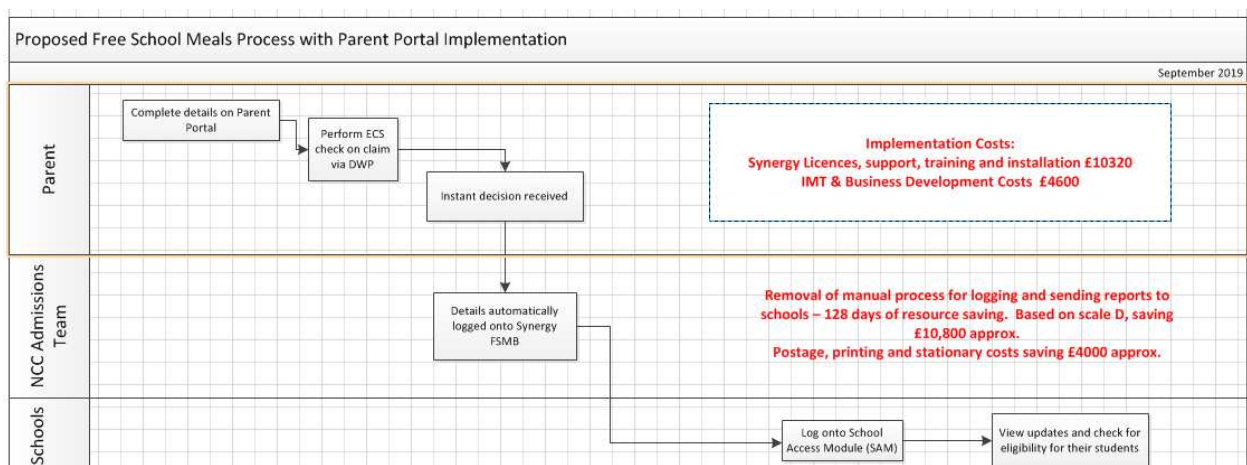 Proposed Free School Meals Process with Parent Portal Implementation
September 2019
Parent
Complete details on Parent
Portal
Perform ECS
check on claim
via DWP
Instant decision received
Implementation Costs:
Synergy Licences, support, training and installation £10320
IMT & Business Development Costs £4600
NCC Admissions
Team
Details automatically
logged onto Synergy
FSMB
Removal of manual process for logging and sending reports to
schools – 128 days of resource saving. Based on scale D, saving
£10,800 approx.
Postage, printing and stationary costs saving £4000 approx.
Schools
Log onto School
Access Module (SAM)
View updates and check for
eligibility for their students